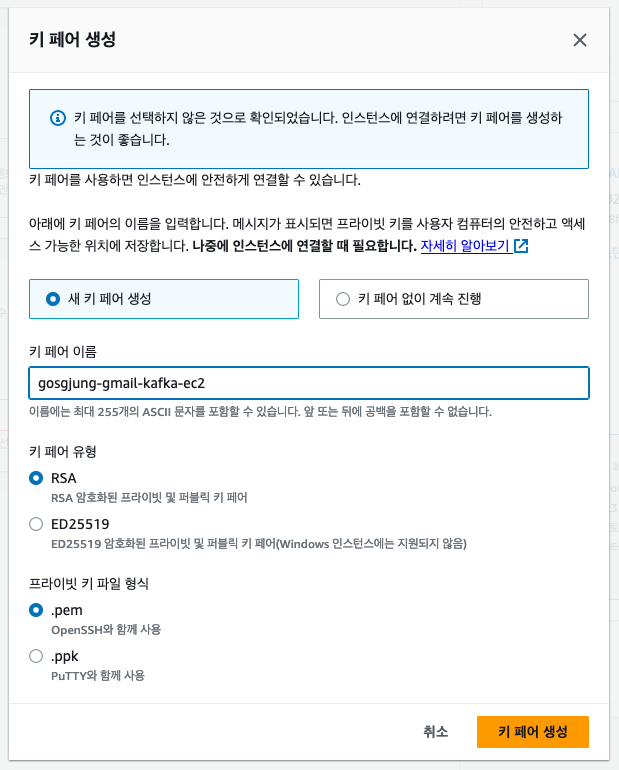 키 페어 생성
키 페어를 선택하지 않은 것으로 확인되었습니다. 인스턴스에 연결하려면 키 페어를 생성하
는 것이 좋습니다.
키 페어를 사용하면 인스턴스에 안전하게 연결할 수 있습니다.
아래에 키 페어의 이름을 입력합니다. 메시지가 표시되면 프라이빗 키를 사용자 컴퓨터의 안전하고 액세
스 가능한 위치에 저장합니다. 나중에 인스턴스에 연결할 때 필요합니다. 자세히 알아보기
새 키 페어 생성
키 페어 없이 계속 진행
키 페어 이름
gosgjung-gmail-kafka-ec2
이름에는 최대 255개의 ASCII 문자를 포함할 수 있습니다. 앞 또는 뒤에 공백을 포함할 수 없습니다.
키 페어 유형
RSA
RSA 암호화된 프라이빗 및 퍼블릭 키 페어
ED25519
ED25519 암호화된 프라이빗 및 퍼블릭 키 페어(Windows 인스턴스에는 지원되지 않음)
프라이빗 키 파일 형식
.pem
OpenSSH와 함께 사용
.ppk
PuTTY와 함께 사용
취소
키 페어 생성